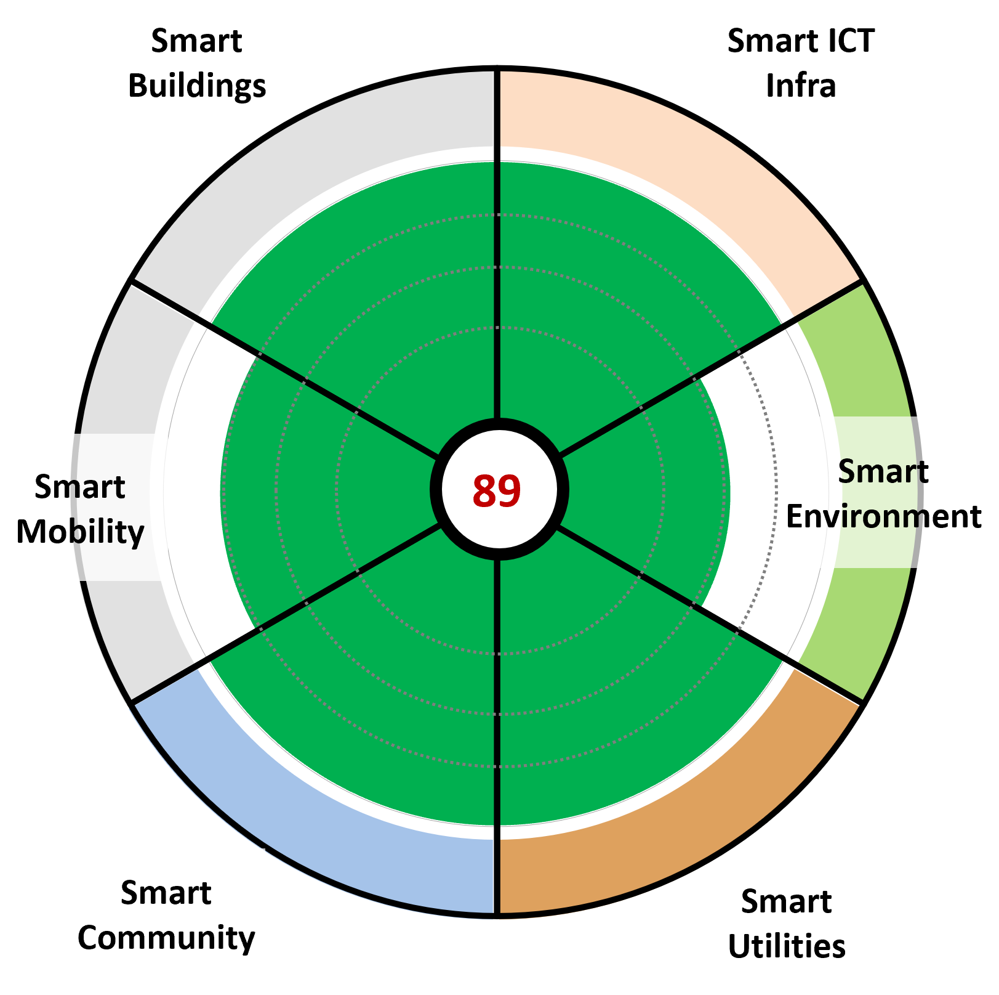 Smart
Buildings
Smart ICT
Infra
Smart
Mobility
89
Smart
Environment
Smart
Community
Smart
Utilities